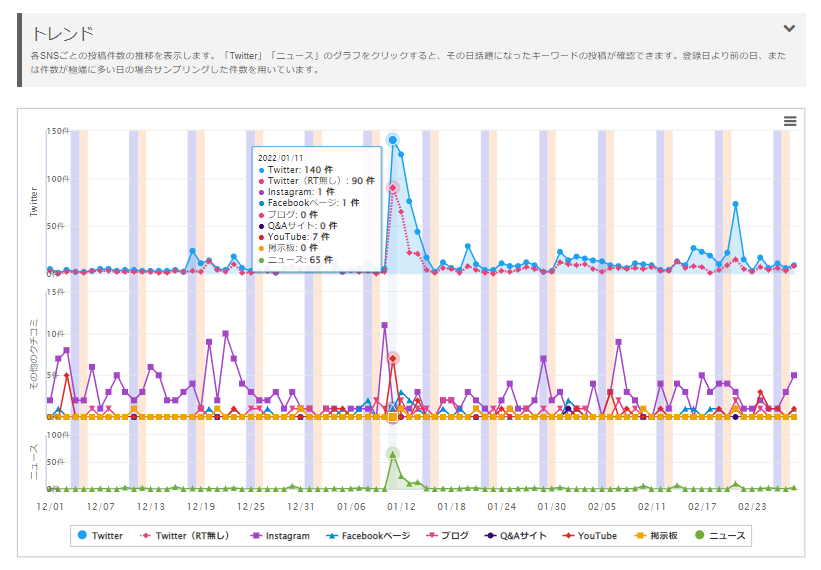 トレンド
各SNSごとの投稿件数の推移を表示します。「Twitter」「ニュース」のグラフをクリックすると、その日話題になったキーワードの投稿が確認できます。登録日より前の日、また
は件数が極端に多い日の場合サンプリングした件数を用いています。
150件
100件
50件
0件
Twitter
2022/01/11
Twitter: 140 件
Twitter（RT無し）: 90 件
Instagram: 1 件
Facebookページ: 1 件
ブログ: 0 件
Q&Aサイト: 0 件
YouTube: 7 件
掲示板: 0 件
ニュース: 65 件
15件
10件
5件
0件
その他のクチコミ
100件
50件
0件
ニュース
12/01 12/07 12/13 12/19 12/25 12/31 01/06 01/12 01/18 01/24 01/30 02/05 02/11 02/17 02/23
Twitter Twitter（RT無し） Instagram Facebookページ ブログ Q&Aサイト YouTube 掲示板 ニュース